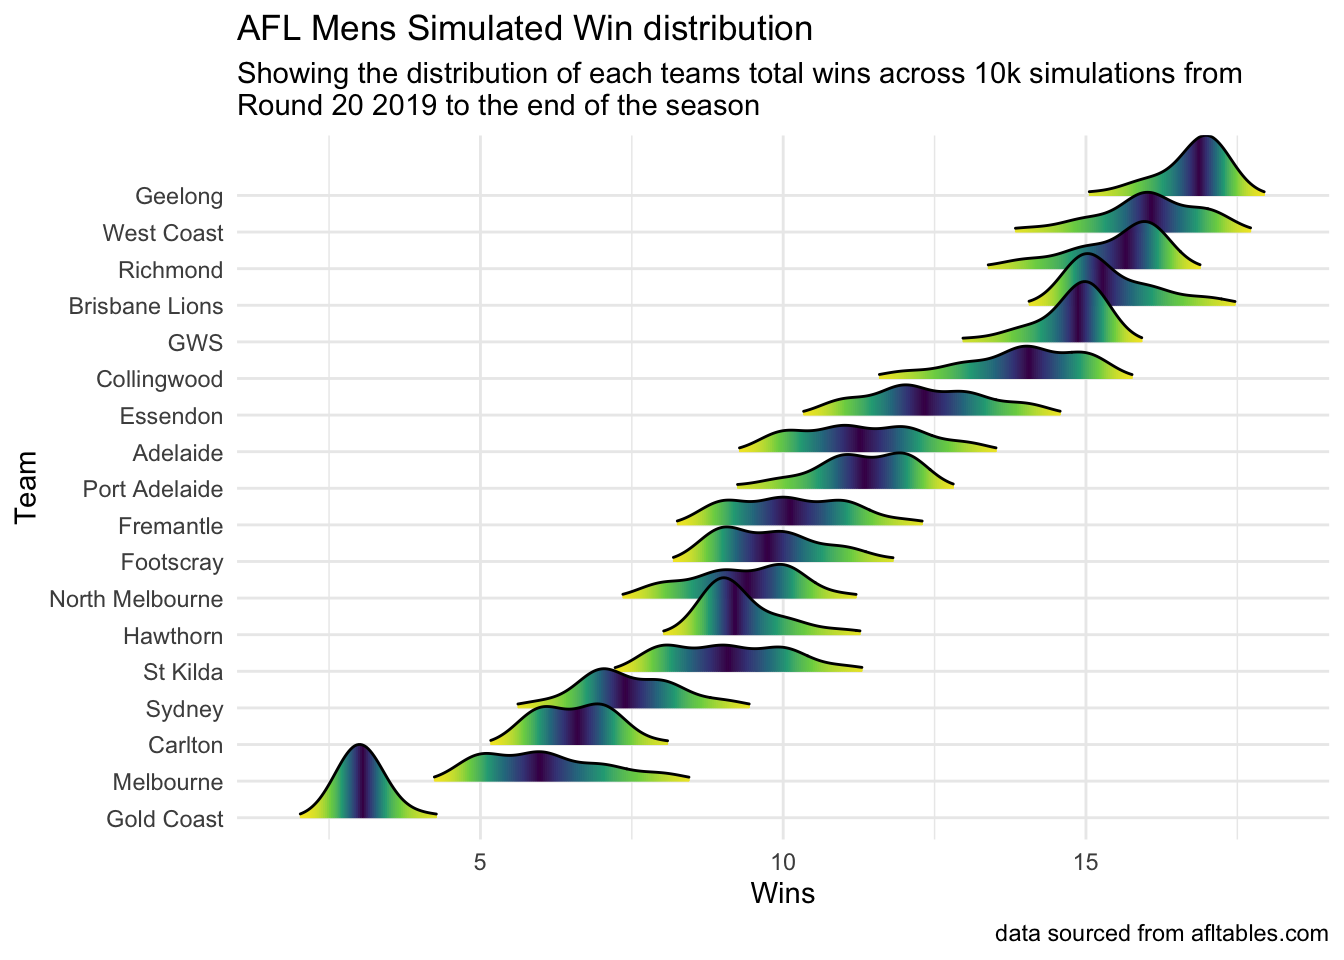 AFL Mens Simulated Win distribution
Showing the distribution of each teams total wins across 10k simulations from
Round 20 2019 to the end of the season
Team
Geelong
West Coast
Richmond
Brisbane Lions
GWS
Collingwood
Essendon
Adelaide
Port Adelaide
Fremantle
Footscray
North Melbourne
Hawthorn
St Kilda
Sydney
Carlton
Melbourne
Gold Coast
5 10 15
Wins
data sourced from afltables.com